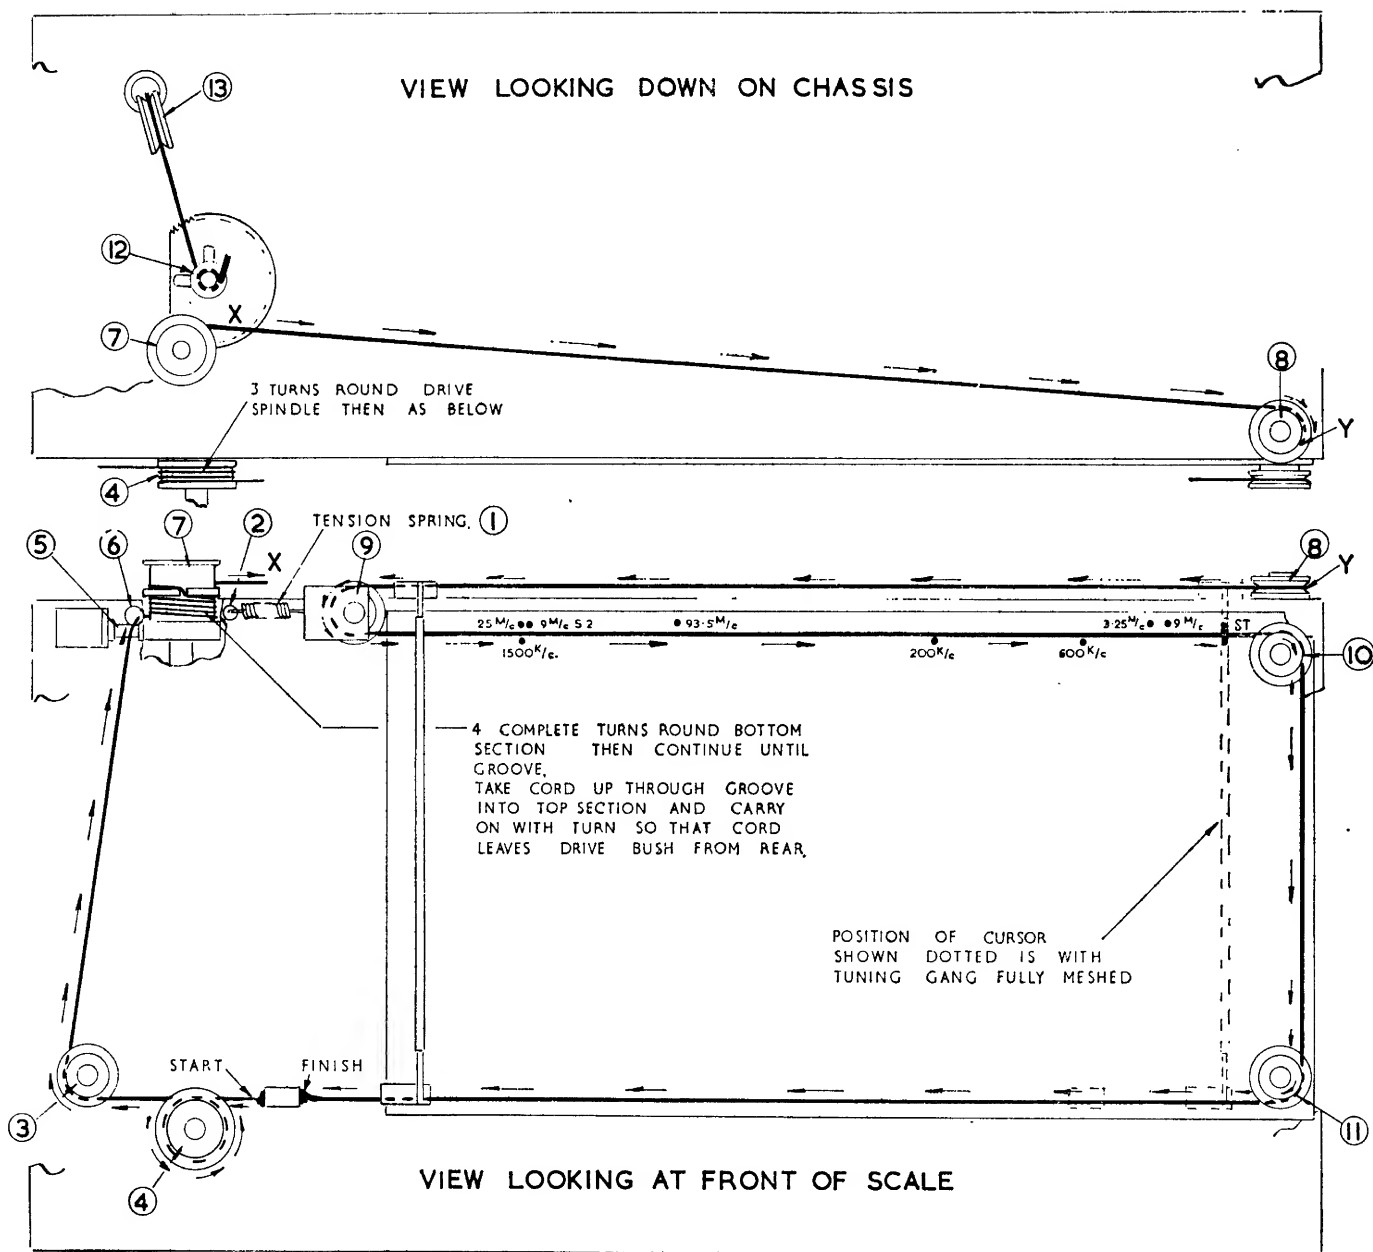 VIEW LOOKING DOWN ON CHASSIS
13
12
X
7
8
Y
3 TURNS ROUND DRIVE
SPINDLE THEN AS BELOW
4
5
6
7
2
X
TENSION SPRING, 1
9
8
Y
25 M/c 9 M/c S 2
93·5 M/c
3·25 M/c 9 M/c
ST
1500 K/c.
200 K/c
600 K/c
10
4 COMPLETE TURNS ROUND BOTTOM
SECTION THEN CONTINUE UNTIL
GROOVE,
TAKE CORD UP THROUGH GROOVE
INTO TOP SECTION AND CARRY
ON WITH TURN SO THAT CORD
LEAVES DRIVE BUSH FROM REAR,
POSITION OF CURSOR
SHOWN DOTTED IS WITH
TUNING GANG FULLY MESHED
START
FINISH
3
4
11
VIEW LOOKING AT FRONT OF SCALE